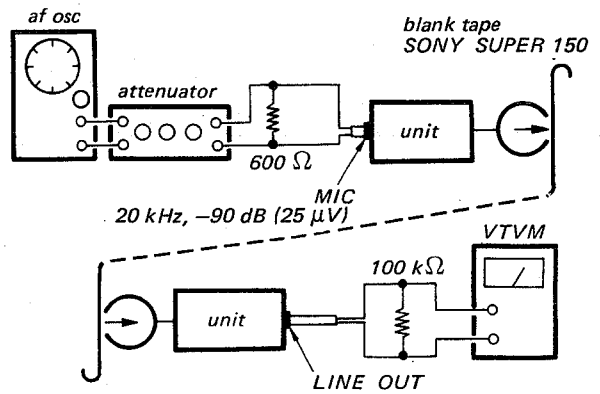 af osc
blank tape
SONY SUPER 150
attenuator
unit
600 Ω
MIC
20 kHz, −90 dB (25 μV)
VTVM
100 kΩ
unit
LINE OUT